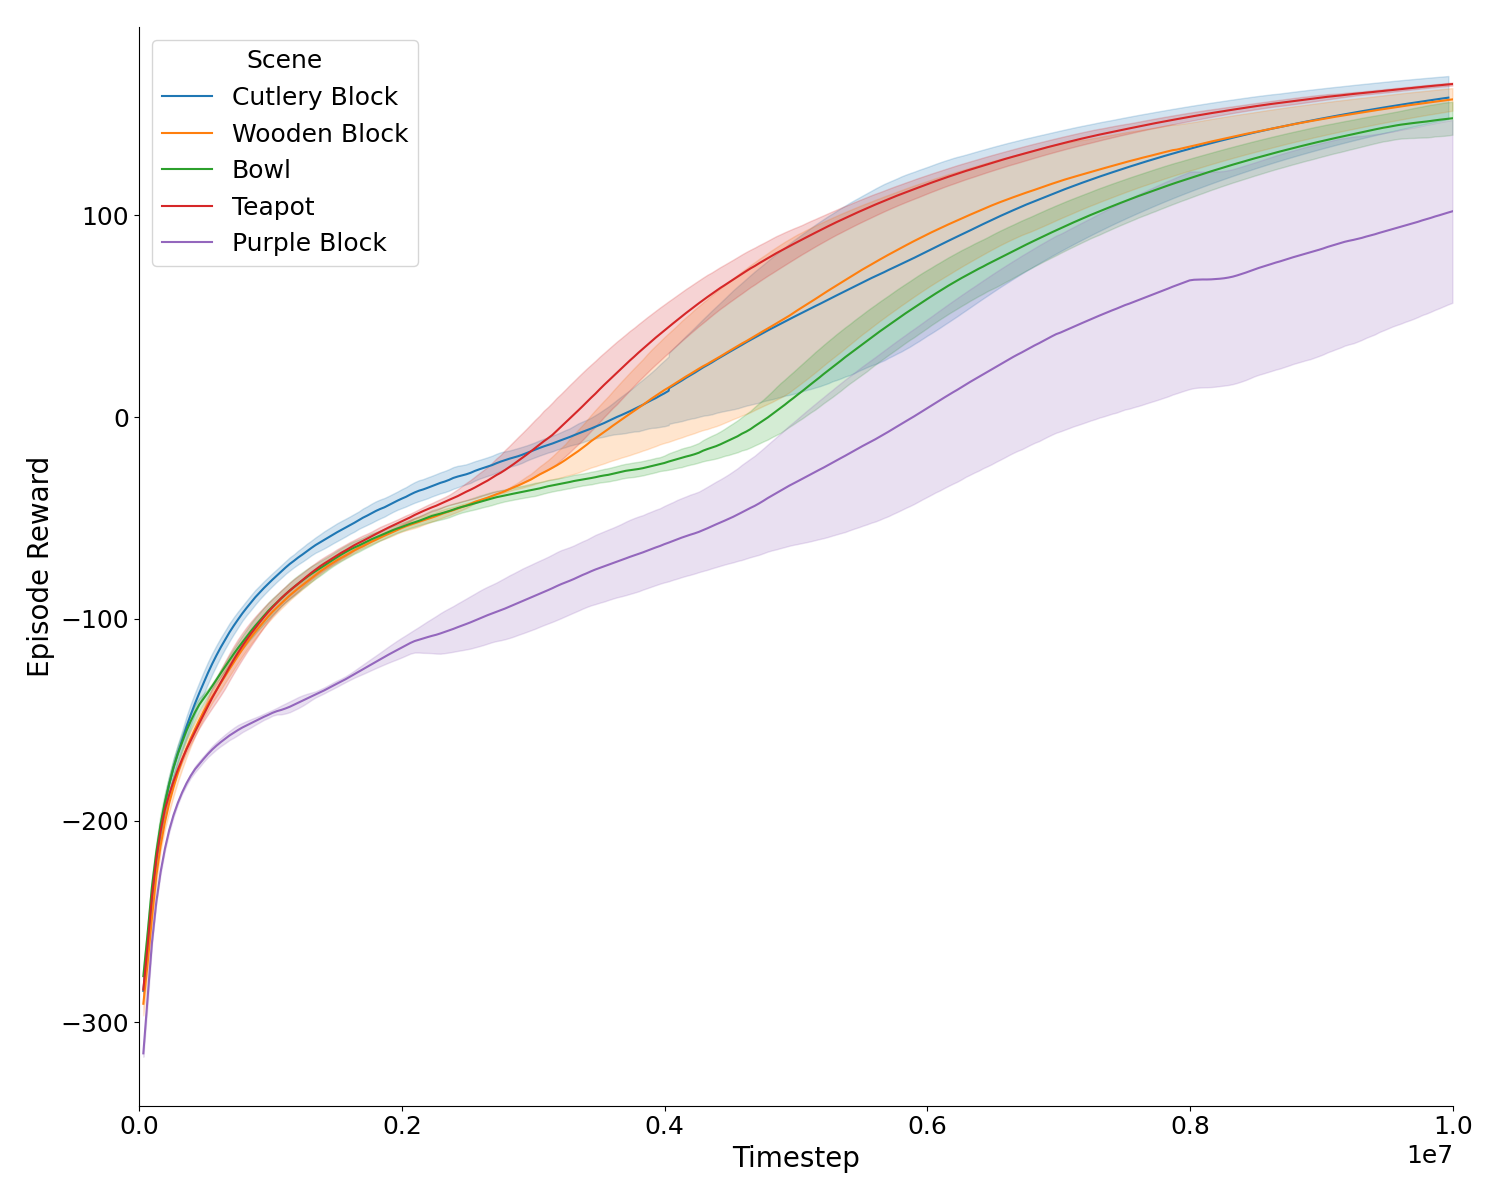 Scene
Cutlery Block
Wooden Block
Bowl
Teapot
Purple Block
Episode Reward
100
0
−100
−200
−300
0.0 0.2 0.4 0.6 0.8 1.0
1e7
Timestep